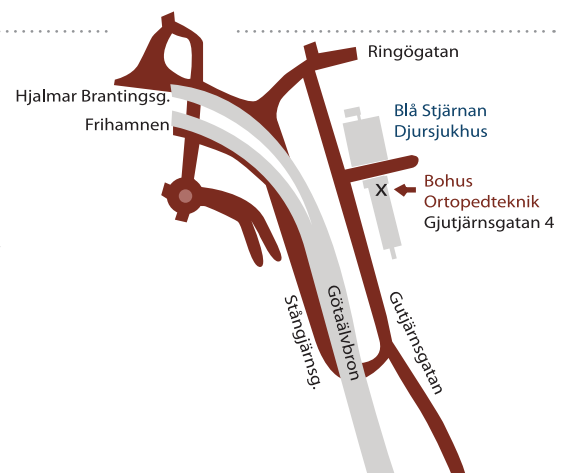 Ringögatan
Hjalmar Brantingsg.
Frihamnen
Blå Stjärnan
Djursjukhus
X
Bohus
Ortopedteknik
Gjutjärnsgatan 4
Stångjärnsg.
Götaälvbron
Gutjärnsgatan